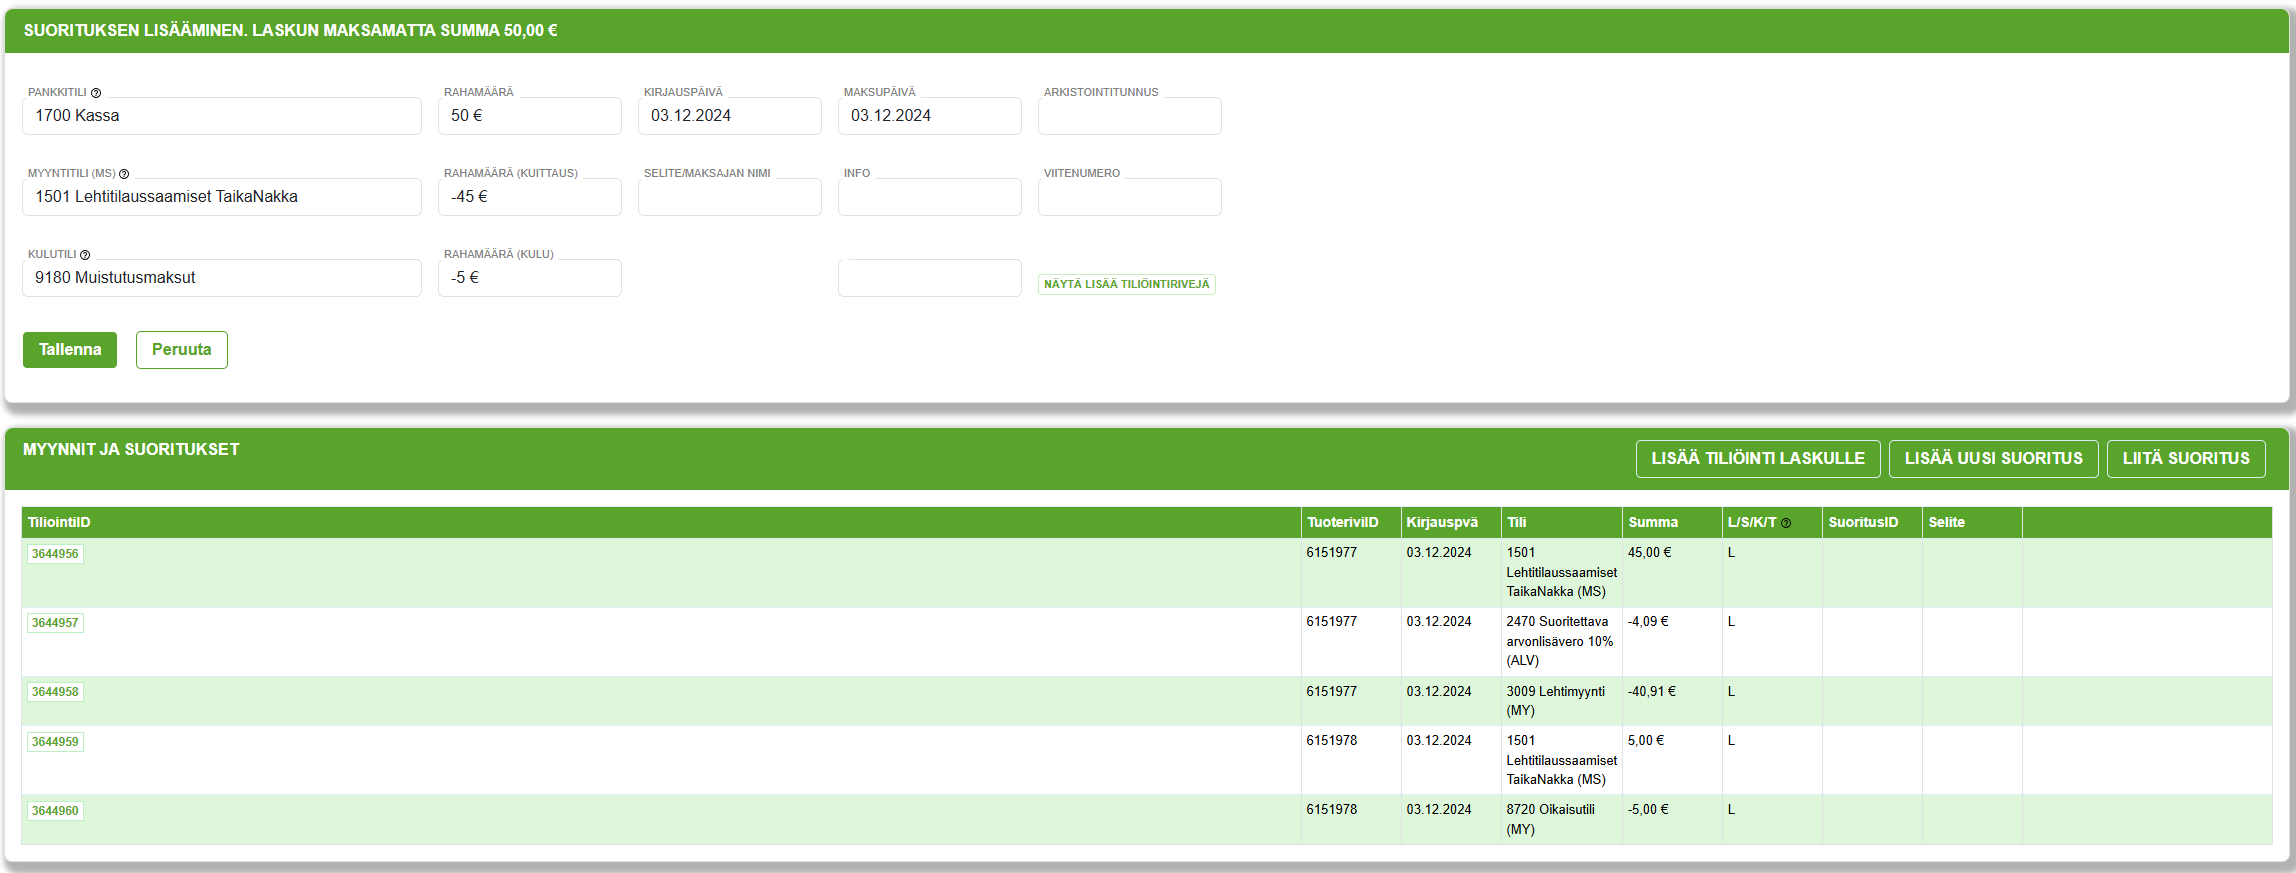 SUORITUKSEN LISÄÄMINEN. LASKUN MAKSAMATTA SUMMA 50,00 €
PANKKITILI RAHAMÄÄRÄ KIRJAUSPÄIVÄ MAKSUPÄIVÄ ARKISTOINTITUNNUS
1700 Kassa 50 € 03.12.2024 03.12.2024
MYYNTITILI (MS) RAHAMÄÄRÄ (KUITTAUS) SELITE/MAKSAJAN NIMI INFO VIITENUMERO
1501 Lehtitilaussaamiset TaikaNakka -45 €
KULUTILI RAHAMÄÄRÄ (KULU)
9180 Muistutusmaksut -5 € NÄYTÄ LISÄÄ TILIÖINTIRIVEJÄ
Tallenna Peruuta
MYYNNIT JA SUORITUKSET LISÄÄ TILIÖINTI LASKULLE LISÄÄ UUSI SUORITUS LIITÄ SUORITUS
TiliointiID TuoteriviID Kirjauspvä Tili Summa L/S/K/T SuoritusID Selite
3644956 6151977 03.12.2024 1501 45,00 € L
Lehtitilaussaamiset
TaikaNakka (MS)
3644957 6151977 03.12.2024 2470 Suoritettava -4,09 € L
arvonlisävero 10%
(ALV)
3644958 6151977 03.12.2024 3009 Lehtimyynti -40,91 € L
(MY)
3644959 6151978 03.12.2024 1501 5,00 € L
Lehtitilaussaamiset
TaikaNakka (MS)
3644960 6151978 03.12.2024 8720 Oikaisutili -5,00 € L
(MY)